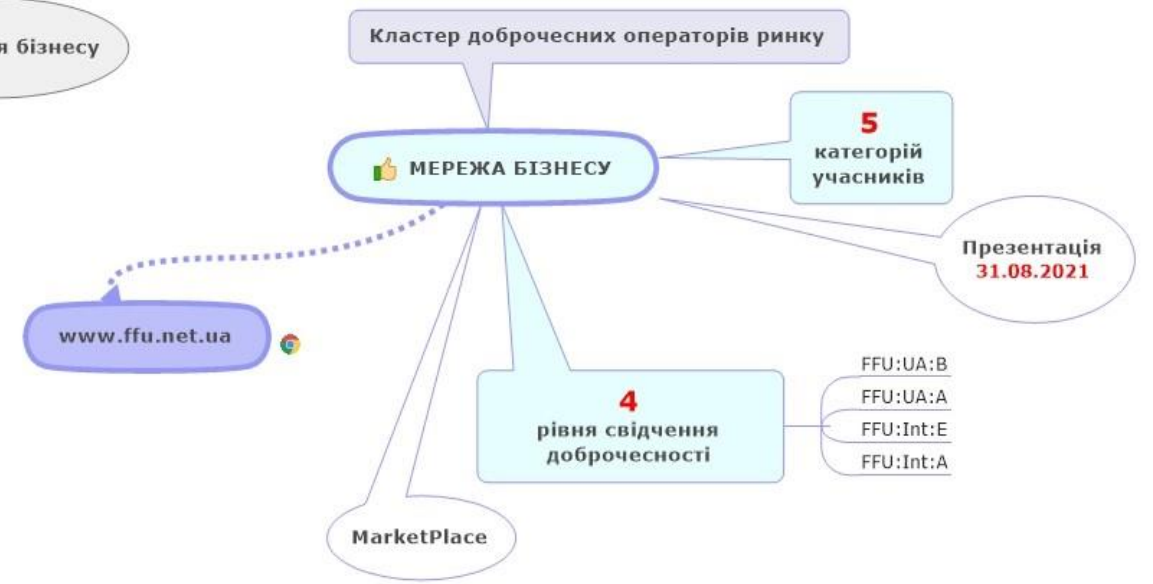 я бізнесу
Кластер доброчесних операторів ринку
5
категорій
учасників
МЕРЕЖА БІЗНЕСУ
Презентація
31.08.2021
www.ffu.net.ua
4
рівня свідчення
доброчесності
FFU:UA:B
FFU:UA:A
FFU:Int:E
FFU:Int:A
MarketPlace